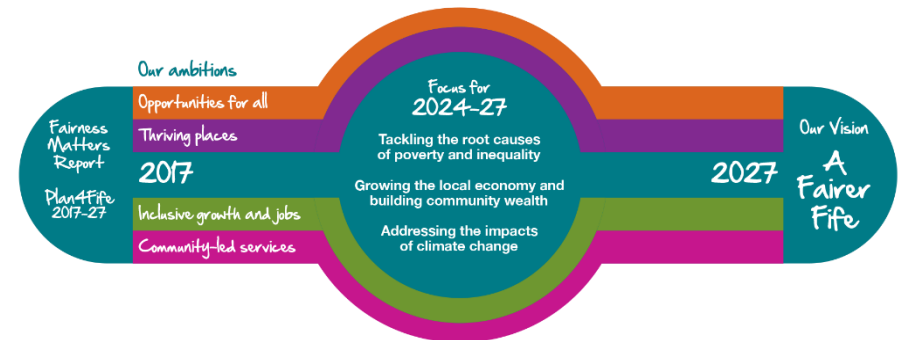 Fairness
Matters
Report
Plan4Fife
2017-27
Our ambitions
Opportunities for all
Thriving places
2017
Inclusive growth and jobs
Community-led services
Focus for
2024-27
Tackling the root causes
of poverty and inequality
Growing the local economy and
building community wealth
Addressing the impacts
of climate change
2027
Our Vision
A
Fairer
Fife